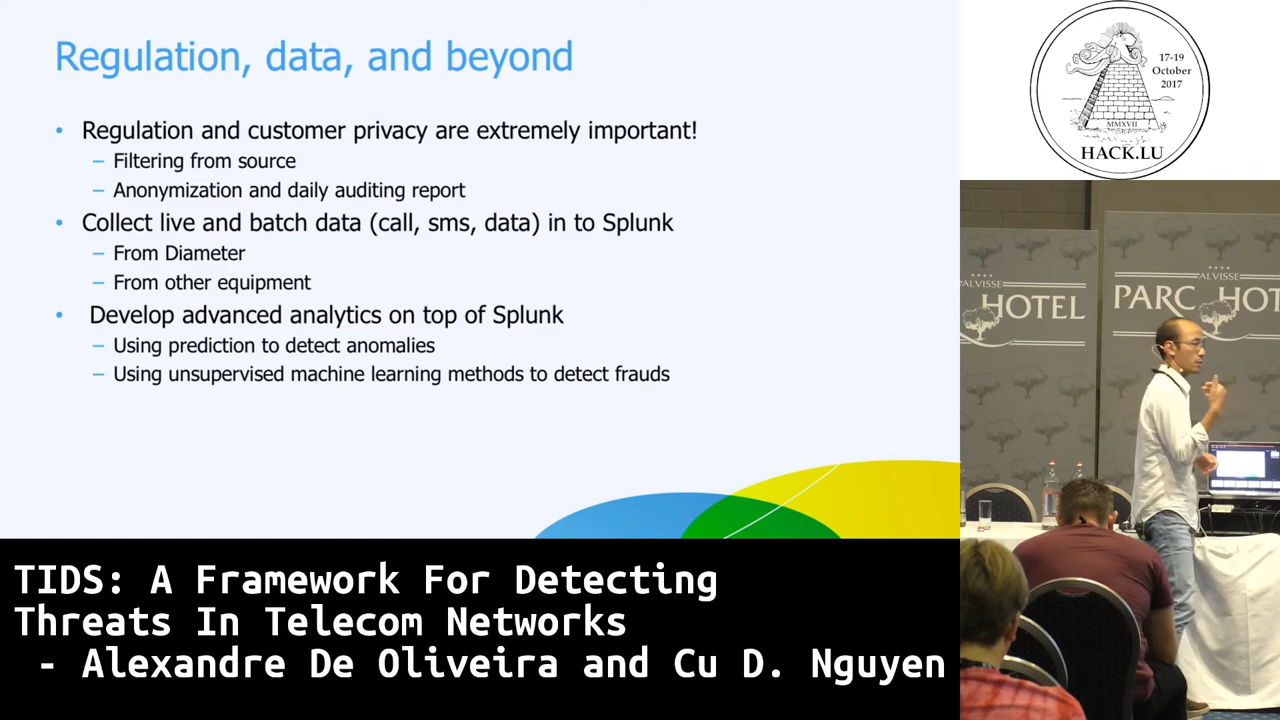 Regulation, data, and beyond
• Regulation and customer privacy are extremely important!
– Filtering from source
– Anonymization and daily auditing report
• Collect live and batch data (call, sms, data) in to Splunk
– From Diameter
– From other equipment
• Develop advanced analytics on top of Splunk
– Using prediction to detect anomalies
– Using unsupervised machine learning methods to detect frauds
17-19
October
2017
MMXVII
HACK.LU
ALVISSE
HOTEL
ALVISSE
PARC HOT
TIDS: A Framework For Detecting
Threats In Telecom Networks
- Alexandre De Oliveira and Cu D. Nguyen